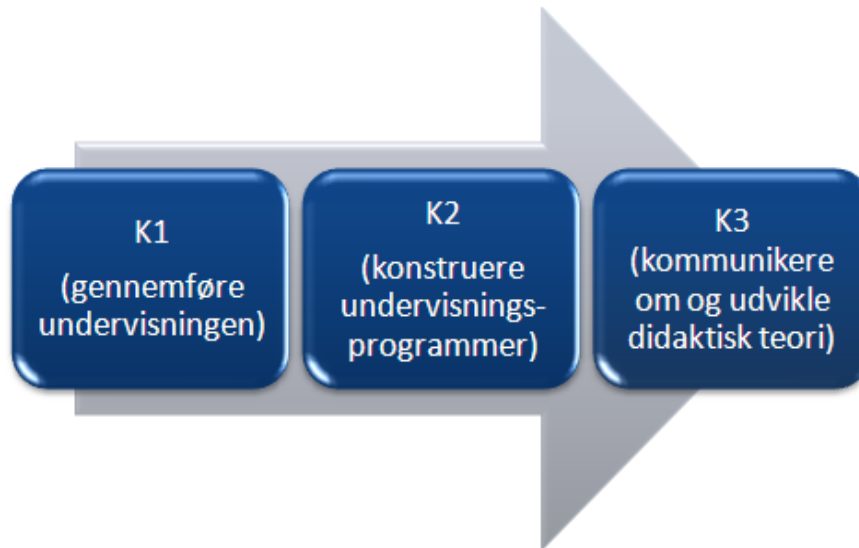 K1
(gennemføre
undervisningen)
K2
(konstruere
undervisnings-
programmer)
K3
(kommunikere
om og udvikle
didaktisk teori)